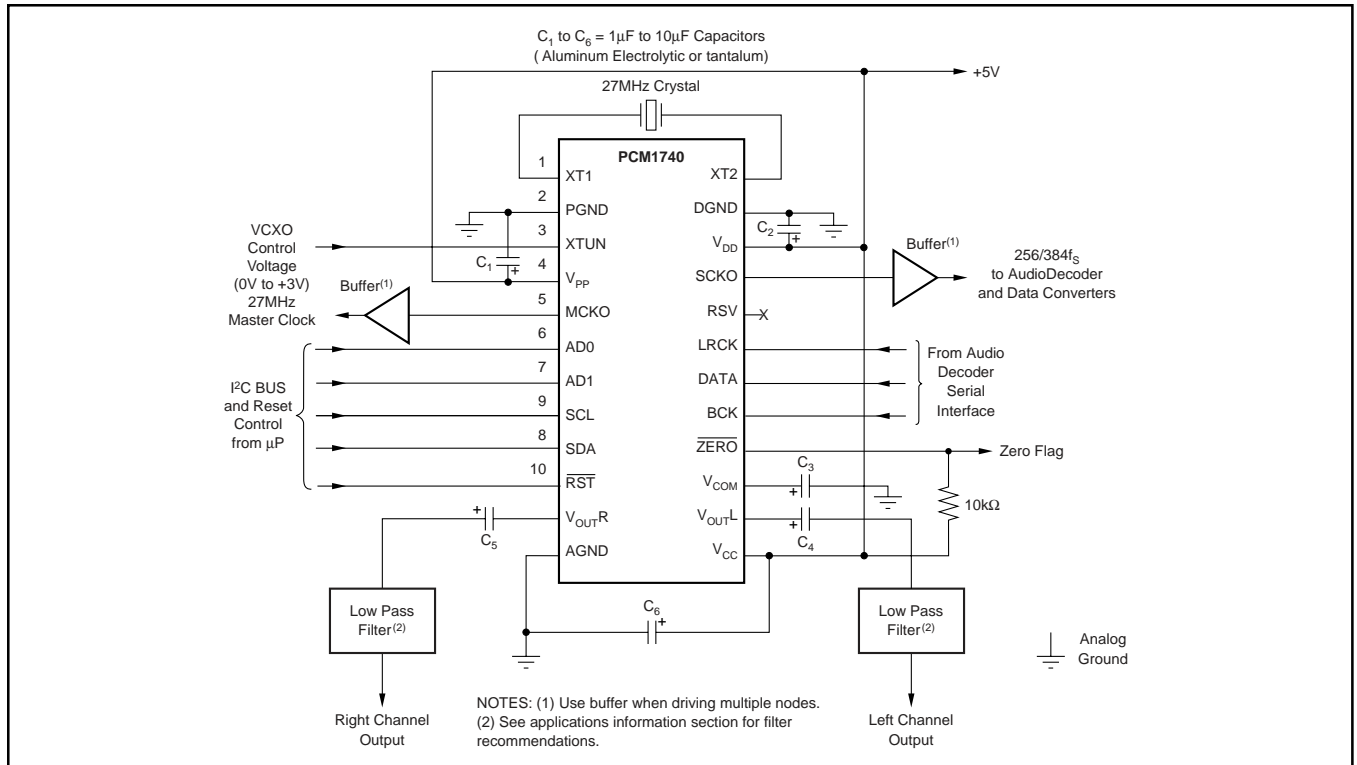 C1 to C6 = 1µF to 10µF Capacitors
( Aluminum Electrolytic or tantalum)
+5V
27MHz Crystal
PCM1740
1
XT1
XT2
2
PGND
DGND
C2
+
VCXO
Control
Voltage
(0V to +3V)
3
XTUN
VDD
C1
+
4
VPP
SCKO
Buffer(1)
256/384fS
to AudioDecoder
and Data Converters
27MHz
Master Clock
Buffer(1)
5
MCKO
RSV
X
6
AD0
LRCK
7
AD1
DATA
9
SCL
BCK
From Audio
Decoder
Serial
Interface
I2C BUS
and Reset
Control
from µP
8
SDA
ZERO
Zero Flag
10
RST
VCOM
C3
+
10kΩ
+
C5
VOUTR
VOUTL
+
C4
AGND
VCC
C6
+
Low Pass
Filter(2)
Low Pass
Filter(2)
Analog
Ground
Right Channel
Output
NOTES: (1) Use buffer when driving multiple nodes.
(2) See applications information section for filter
recommendations.
Left Channel
Output